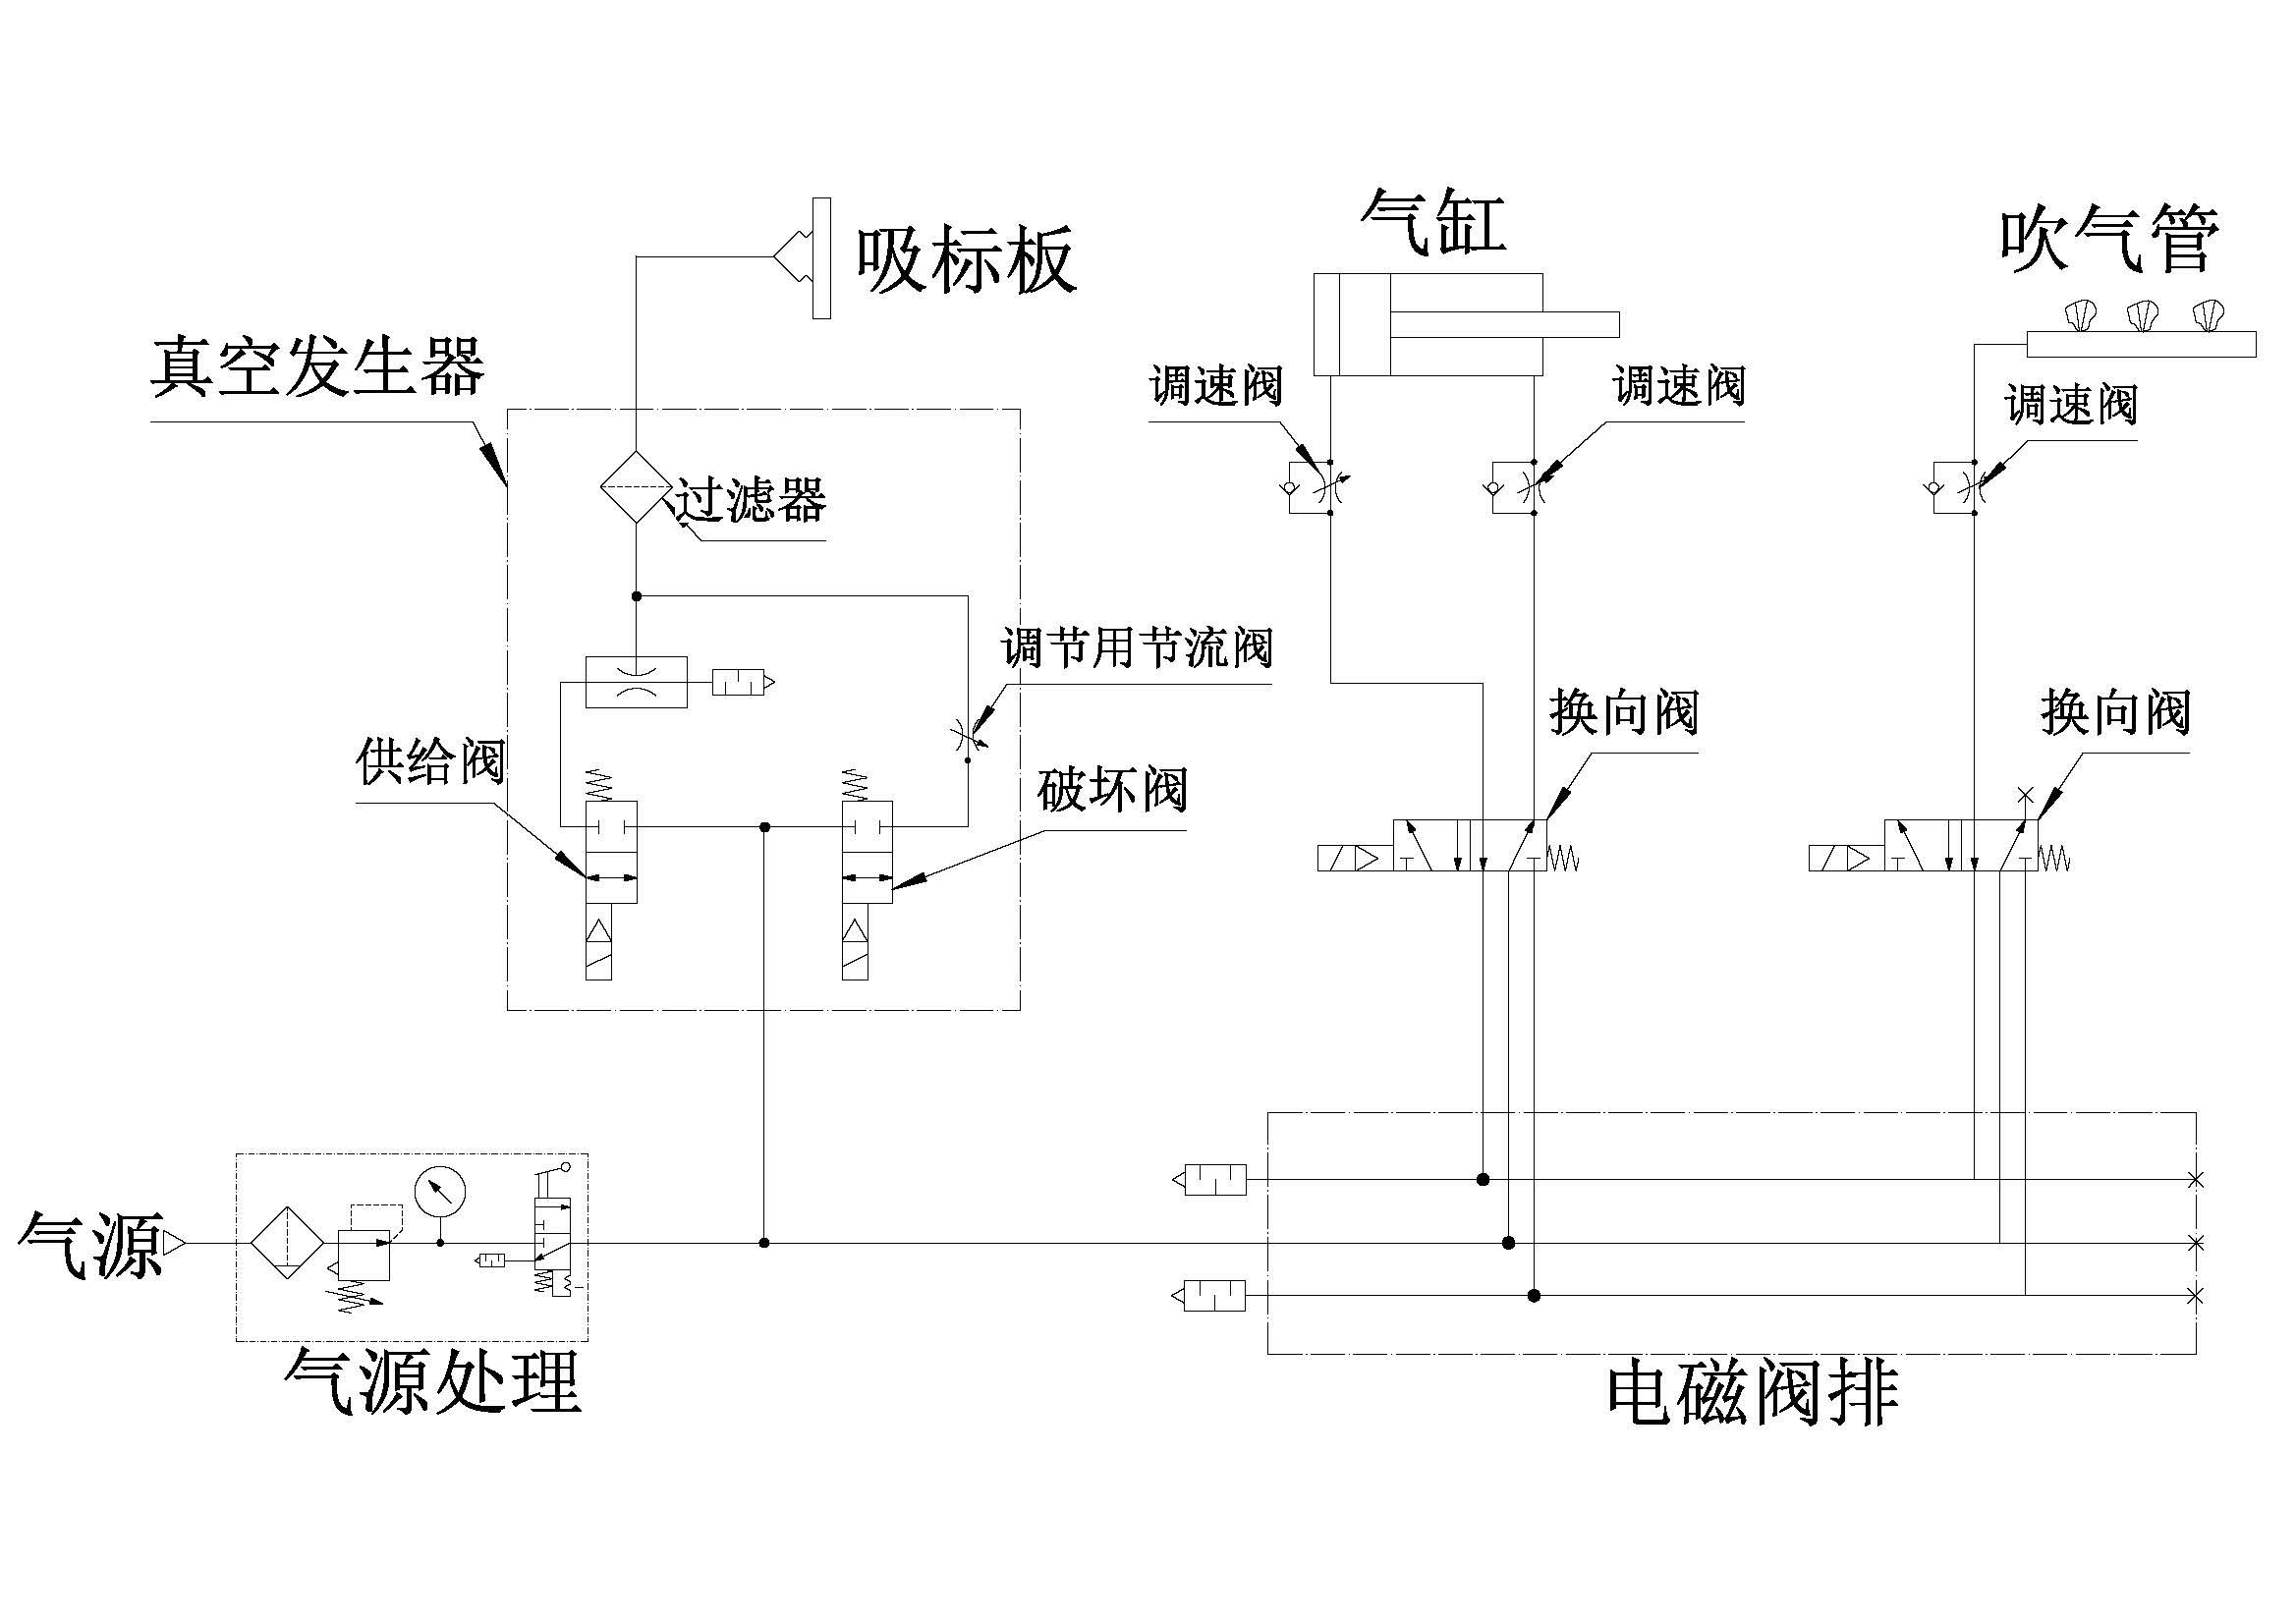 气缸
吹气管
吸标板
真空发生器
调速阀
调速阀
调速阀
过滤器
调节用节流阀
换向阀
换向阀
供给阀
破坏阀
气源
气源处理
电磁阀排